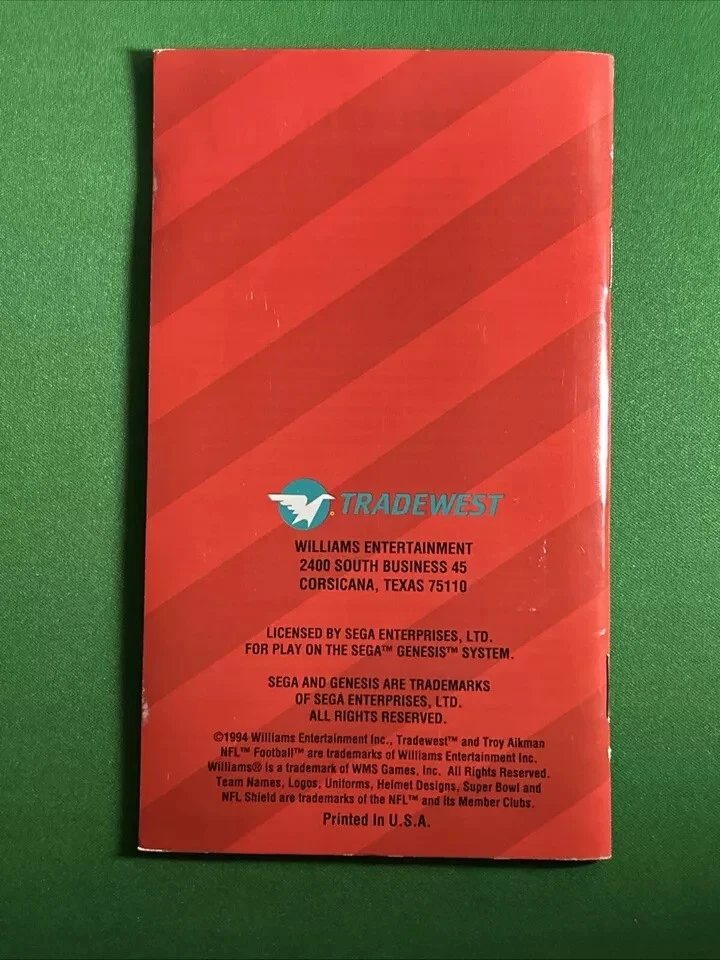 TRADEWEST
WILLIAMS ENTERTAINMENT
2400 SOUTH BUSINESS 45
CORSICANA, TEXAS 75110
LICENSED BY SEGA ENTERPRISES, LTD.
FOR PLAY ON THE SEGA™ GENESIS™ SYSTEM.
SEGA AND GENESIS ARE TRADEMARKS
OF SEGA ENTERPRISES, LTD.
ALL RIGHTS RESERVED.
©1994 Williams Entertainment Inc., Tradewest™ and Troy Aikman
NFL™ Football™ are trademarks of Williams Entertainment Inc.
Williams® is a trademark of WMS Games, Inc. All Rights Reserved.
Team Names, Logos, Uniforms, Helmet Designs, Super Bowl and
NFL Shield are trademarks of the NFL™ and its Member Clubs.
Printed In U.S.A.